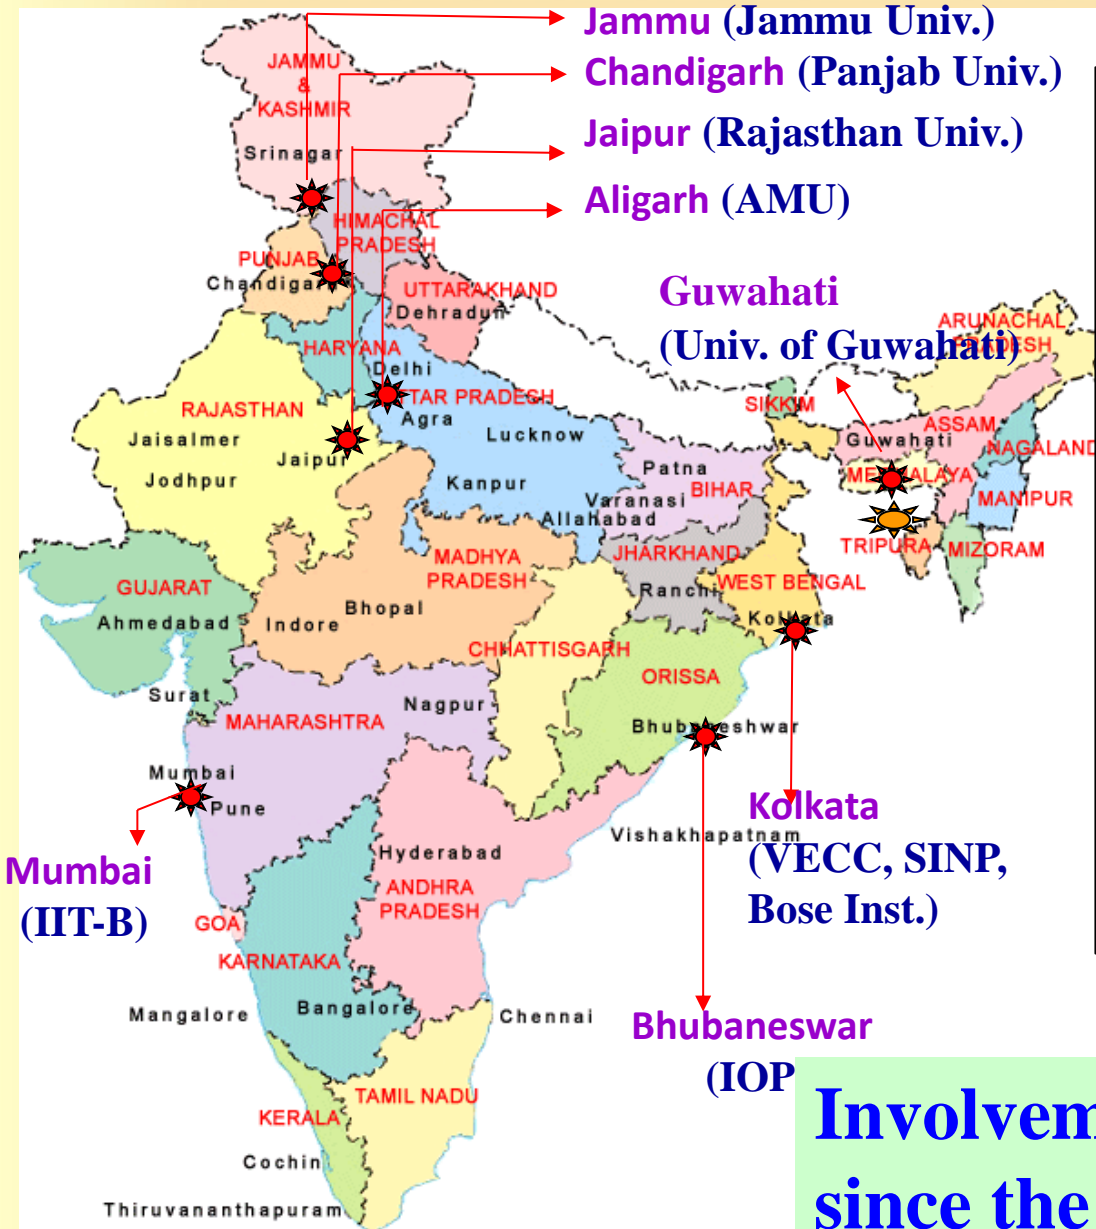 Jammu (Jammu Univ.)
Chandigarh (Panjab Univ.)
Jaipur (Rajasthan Univ.)
Aligarh (AMU)
Guwahati
(Univ. of Guwahati)
JAMMU
&
KASHMIR
Srinagar
HIMACHAL
PRADESH
PUNJAB
Chandigar
UTTARAKHAND
Dehradun
HARYANA
Delhi
TTAR PRADESH
Agra
Lucknow
RAJASTHAN
Jaisalmer
Jaipur
Jodhpur
Kanpur
Patna
Varanasi
BIHAR
Allahabad
SIKKIM
ARUNACHAL
PRADESH
ASSAM
Guwahati
NAGALAND
ME ALAYA
MANIPUR
TRIPURA
MIZORAM
GUJARAT
Ahmedabad
Surat
MADHYA
PRADESH
Bhopal
Indore
JHARKHAND
Ranchi
WEST BENGAL
Kolkata
CHHATTISGARH
ORISSA
Bhubaneshwar
MAHARASHTRA
Nagpur
Mumbai
Pune
Mumbai
(IIT-B)
Kolkata
(VECC, SINP,
Bose Inst.)
Vishakhapatnam
Hyderabad
ANDHRA
PRADESH
GOA
KARNATAKA
Mangalore
Bangalore
Chennai
Bhubaneswar
(IOP
TAMIL NADU
KERALA
Cochin
Thiruvananthapuram
Involvem
since the